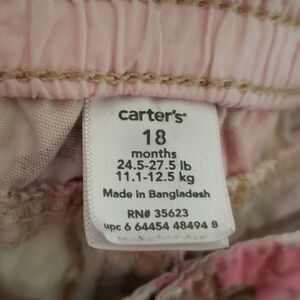 carter's
18
months
24.5-27.5 lb
11.1-12.5 kg
Made in Bangladesh
RN# 35623
upc 6 64454 48494 8